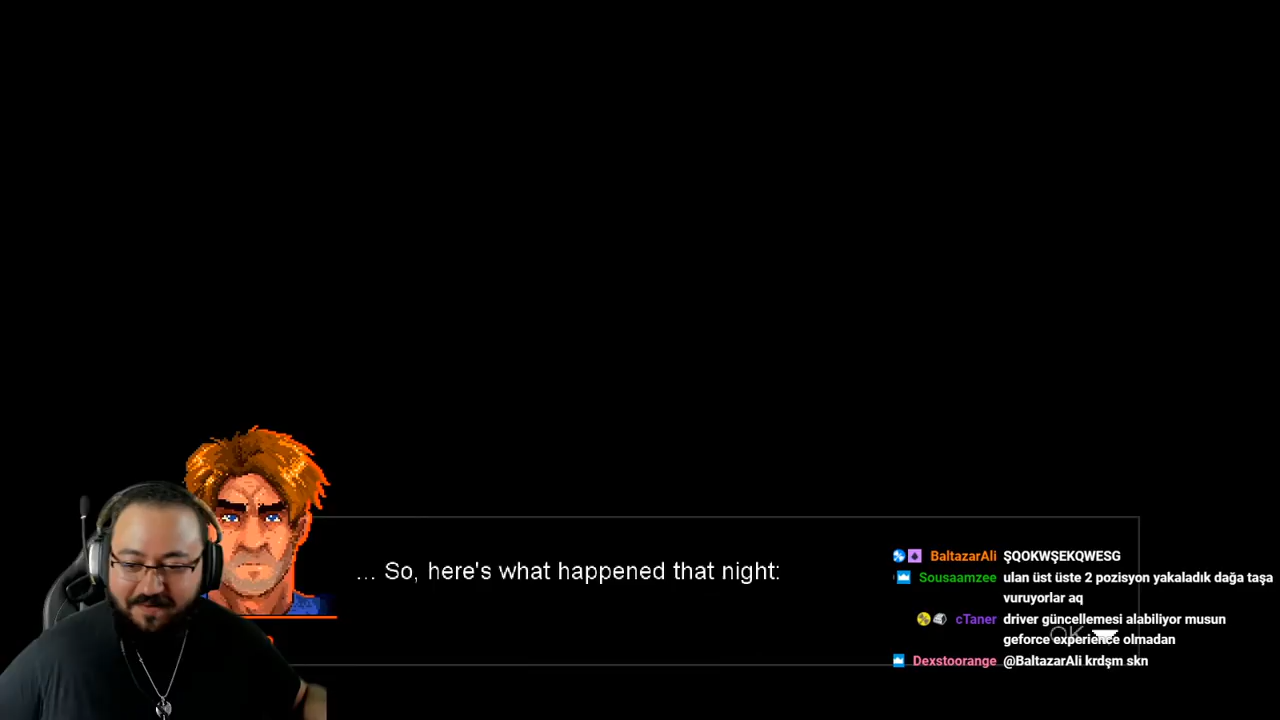 ... So, here's what happened that night:
BaltazarAli ŞQOKWŞEKQWESG
Sousaamzee ulan üst üste 2 pozisyon yakaladık dağa taşa
vuruyorlar aq
cTaner driver güncellemesi alabiliyor musun
geforce experience olmadan
OK
Dexstoorange @BaltazarAli krdşm skn